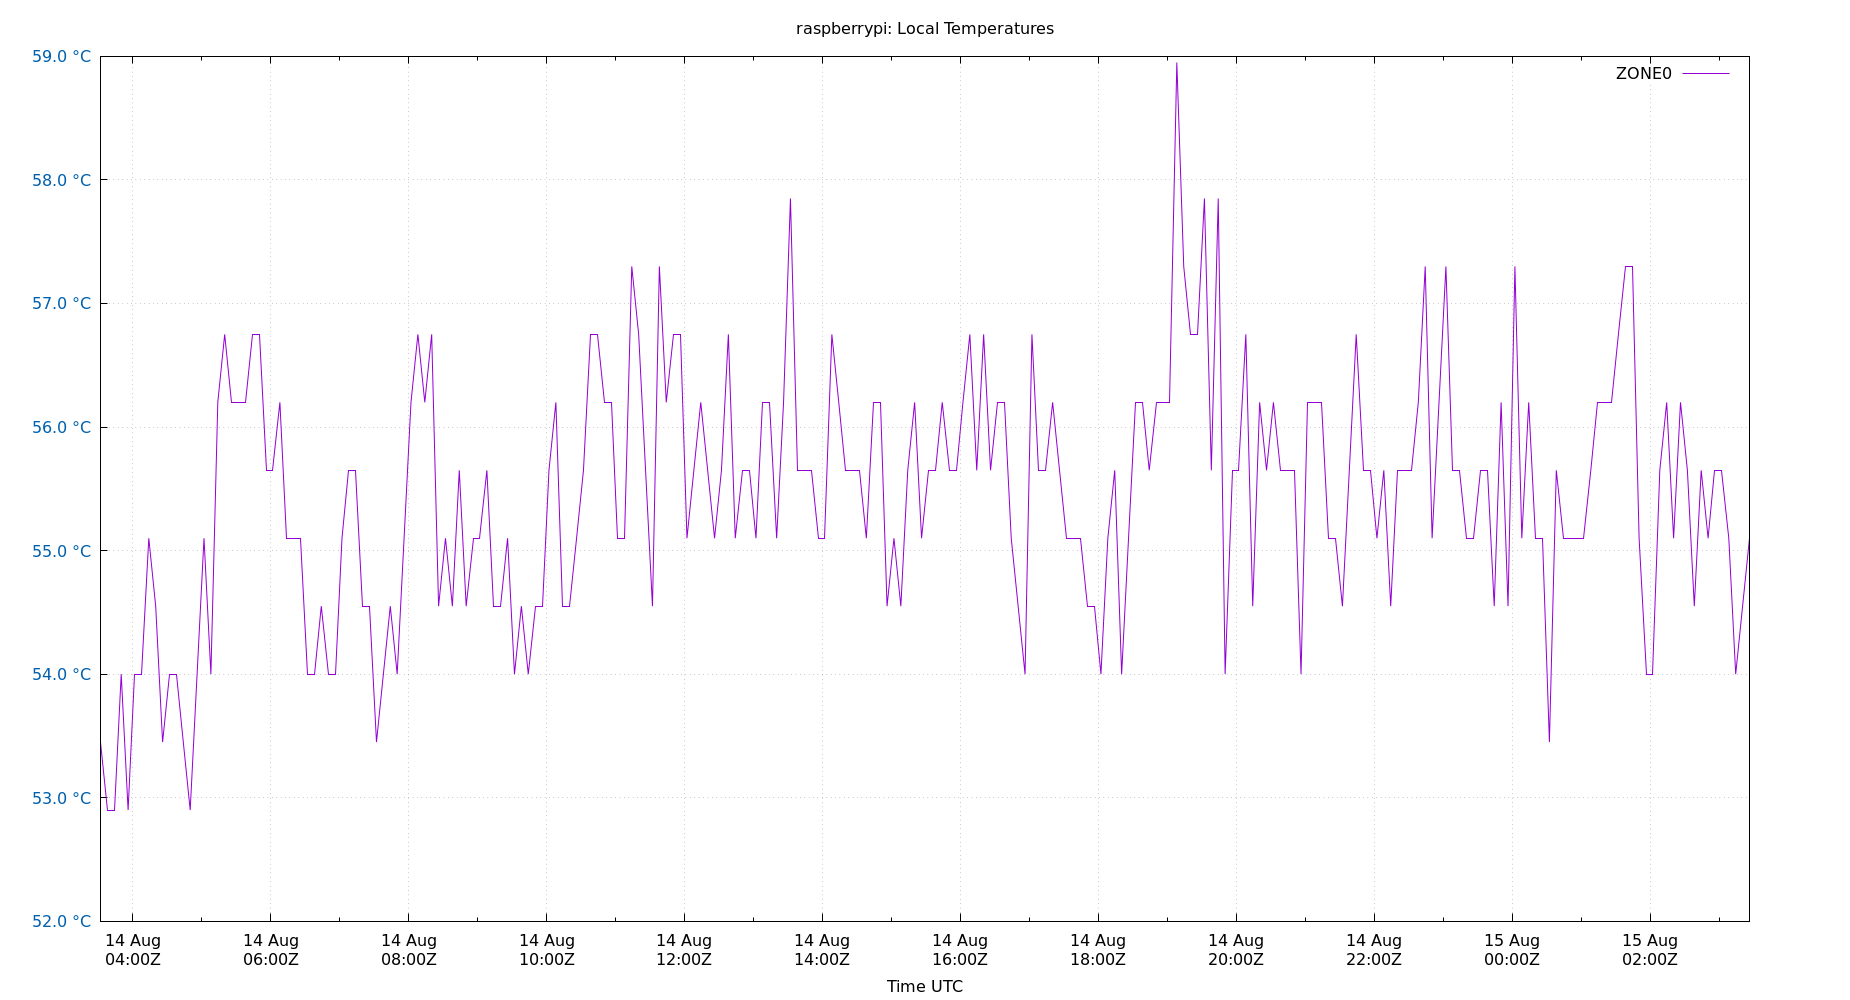 raspberrypi: Local Temperatures
59.0 °C
ZONE0
58.0 °C
57.0 °C
56.0 °C
55.0 °C
54.0 °C
53.0 °C
52.0 °C
14 Aug 14 Aug 14 Aug 14 Aug 14 Aug 14 Aug 14 Aug 14 Aug 14 Aug 14 Aug 15 Aug 15 Aug
04:00Z 06:00Z 08:00Z 10:00Z 12:00Z 14:00Z 16:00Z 18:00Z 20:00Z 22:00Z 00:00Z 02:00Z
Time UTC